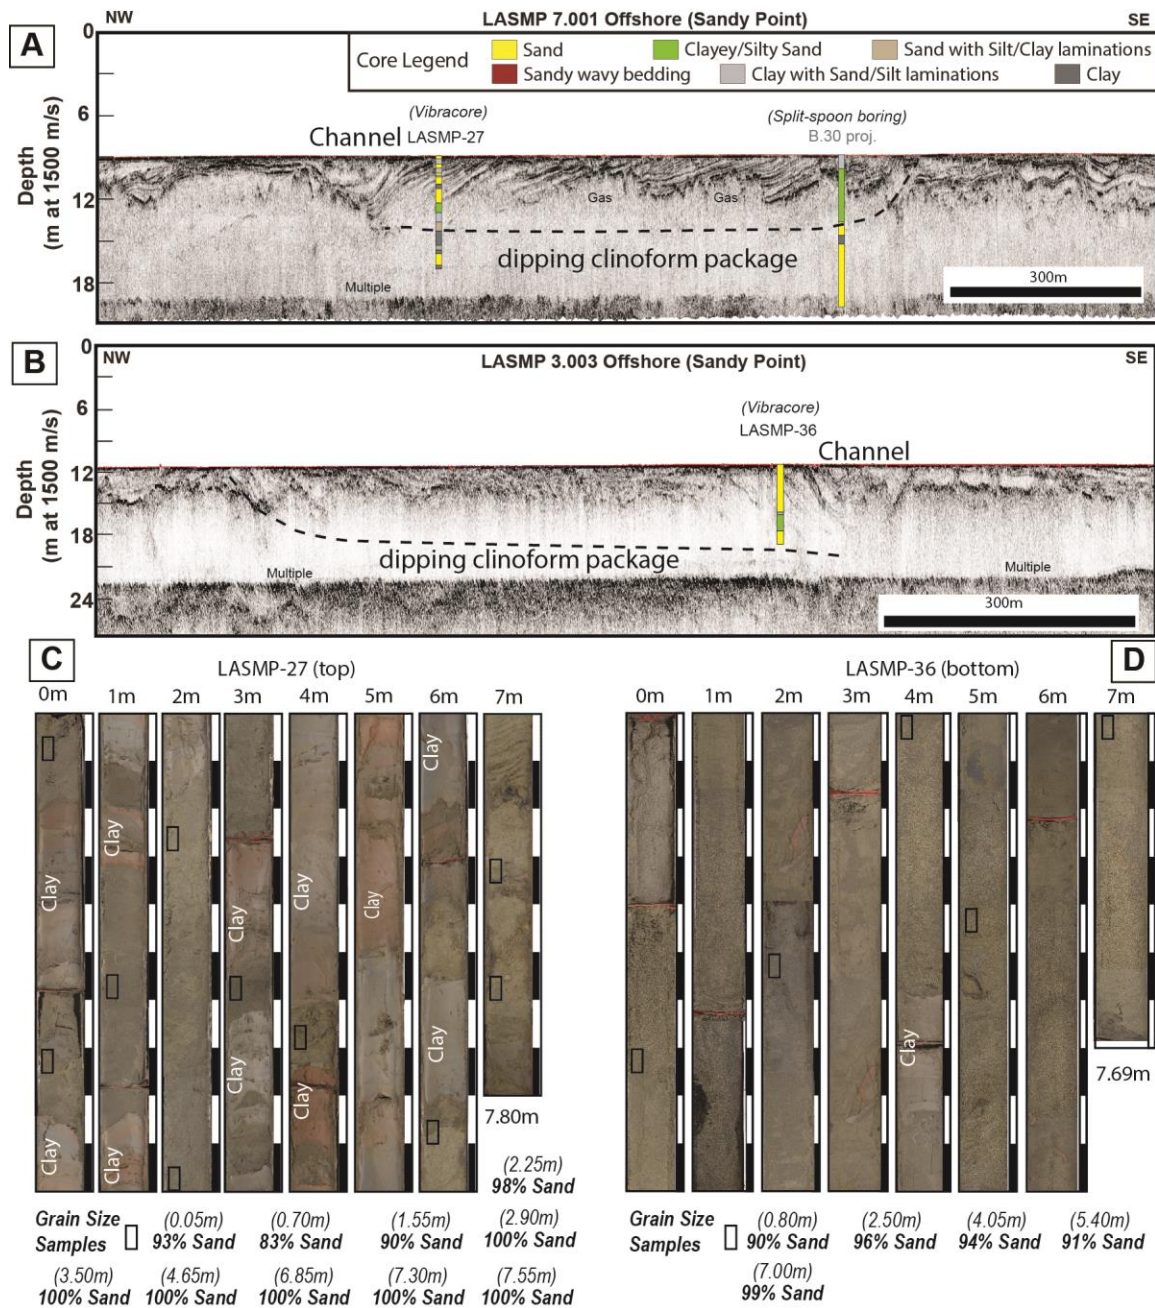 A
NW
LASMP 7.001 Offshore (Sandy Point)
SE
Core Legend
Sand
Clayey/Silty Sand
Sand with Silt/Clay laminations
Sandy wavy bedding
Clay with Sand/Silt laminations
Clay
0
6
12
18
Depth
(m at 1500 m/s)
(Vibracore)
Channel LASMP-27
(Split-spoon boring)
B.30 proj.
Gas
Gas
dipping clinoform package
Multiple
300m
B
NW
LASMP 3.003 Offshore (Sandy Point)
SE
0
6
12
18
24
Depth
(m at 1500 m/s)
(Vibracore)
LASMP-36
Channel
dipping clinoform package
Multiple
Multiple
300m
C
LASMP-27 (top)
0m 1m 2m 3m 4m 5m 6m 7m
Clay
Clay
Clay
Clay
Clay
Clay
Clay
Clay
Clay
Clay
Clay
7.80m
(2.25m)
98% Sand
Grain Size
Samples
(0.05m)
93% Sand
(0.70m)
83% Sand
(1.55m)
90% Sand
(2.90m)
100% Sand
(3.50m)
100% Sand
(4.65m)
100% Sand
(6.85m)
100% Sand
(7.30m)
100% Sand
(7.55m)
100% Sand
LASMP-36 (bottom)
D
0m 1m 2m 3m 4m 5m 6m 7m
Clay
7.69m
Grain Size
Samples
(0.80m)
90% Sand
(2.50m)
96% Sand
(4.05m)
94% Sand
(5.40m)
91% Sand
(7.00m)
99% Sand